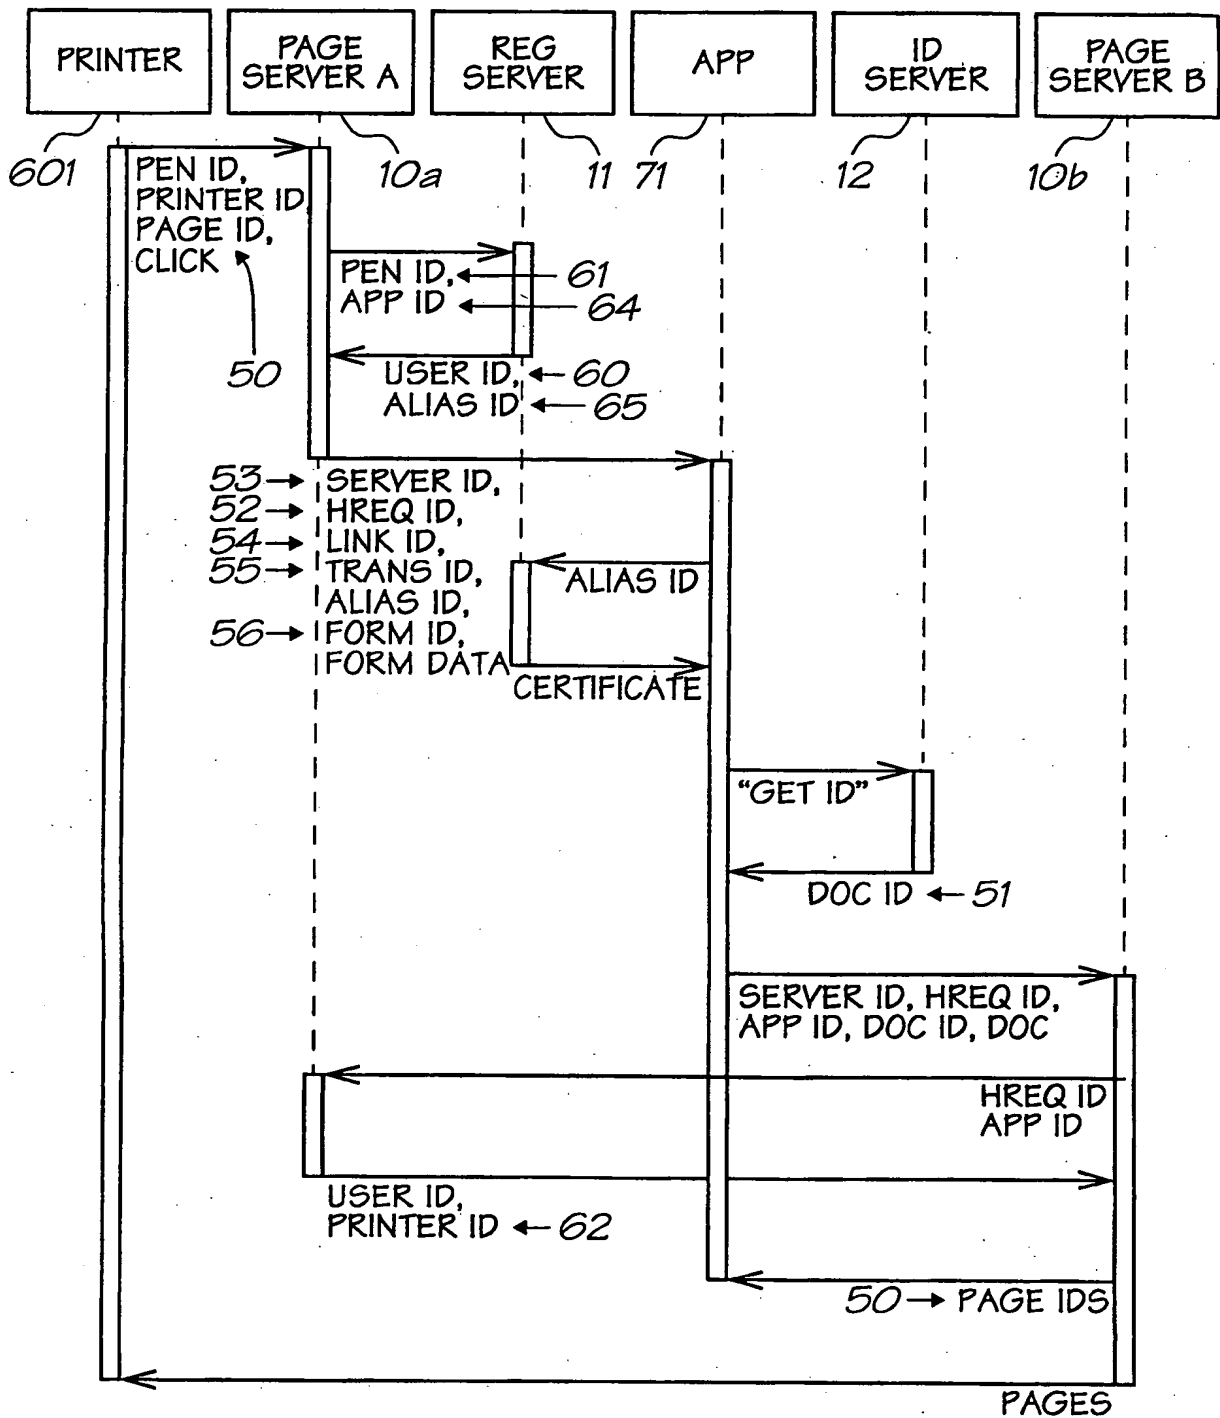 PRINTER
PAGE
SERVER A
REG
SERVER
APP
ID
SERVER
PAGE
SERVER B
601
10a
11
71
12
10b
PEN ID,
PRINTER ID
PAGE ID,
CLICK
50
PEN ID,
61
APP ID
64
USER ID,
60
ALIAS ID
65
53
SERVER ID,
52
HREQ ID,
54
LINK ID,
55
TRANS ID,
ALIAS ID,
56
FORM ID,
FORM DATA
ALIAS ID
CERTIFICATE
“GET ID”
DOC ID
51
SERVER ID, HREQ ID,
APP ID, DOC ID, DOC
HREQ ID
APP ID
USER ID,
PRINTER ID
62
50
PAGE IDS
PAGES